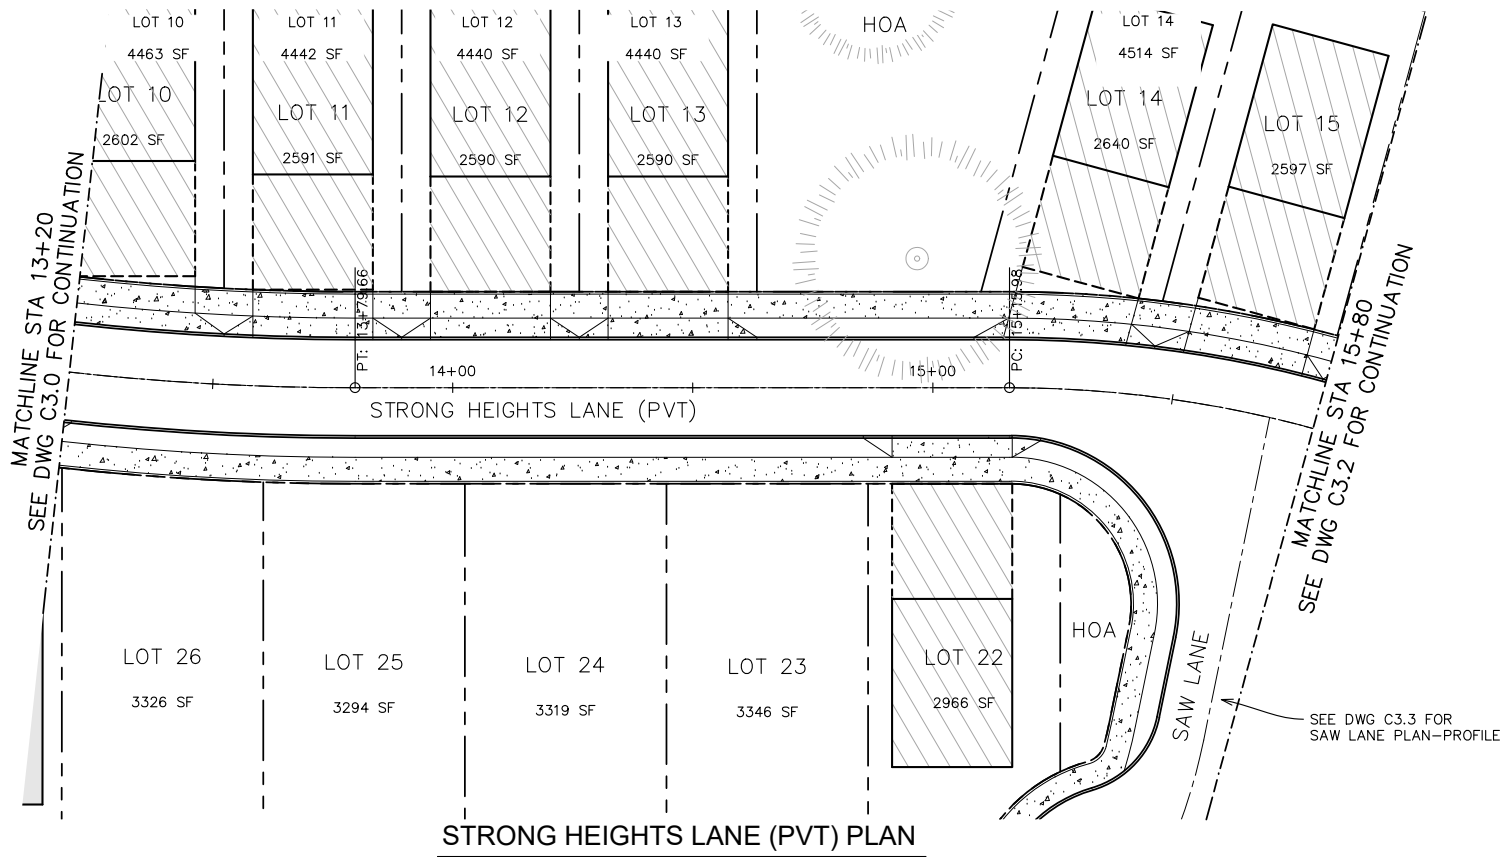 LOT 10
4463 SF
LOT 10
2602 SF
LOT 11
4442 SF
LOT 11
2591 SF
LOT 12
4440 SF
LOT 12
2590 SF
LOT 13
4440 SF
LOT 13
2590 SF
HOA
LOT 14
4514 SF
LOT 14
2640 SF
LOT 15
2597 SF
MATCHLINE STA 13+20
SEE DWG C3.0 FOR CONTINUATION
PT: 13+79.66
14+00
15+00
PC: 15+15.98
STRONG HEIGHTS LANE (PVT)
MATCHLINE STA 15+80
SEE DWG C3.2 FOR CONTINUATION
LOT 26
3326 SF
LOT 25
3294 SF
LOT 24
3319 SF
LOT 23
3346 SF
LOT 22
2966 SF
HOA
SAW LANE
SEE DWG C3.3 FOR
SAW LANE PLAN-PROFILE
STRONG HEIGHTS LANE (PVT) PLAN